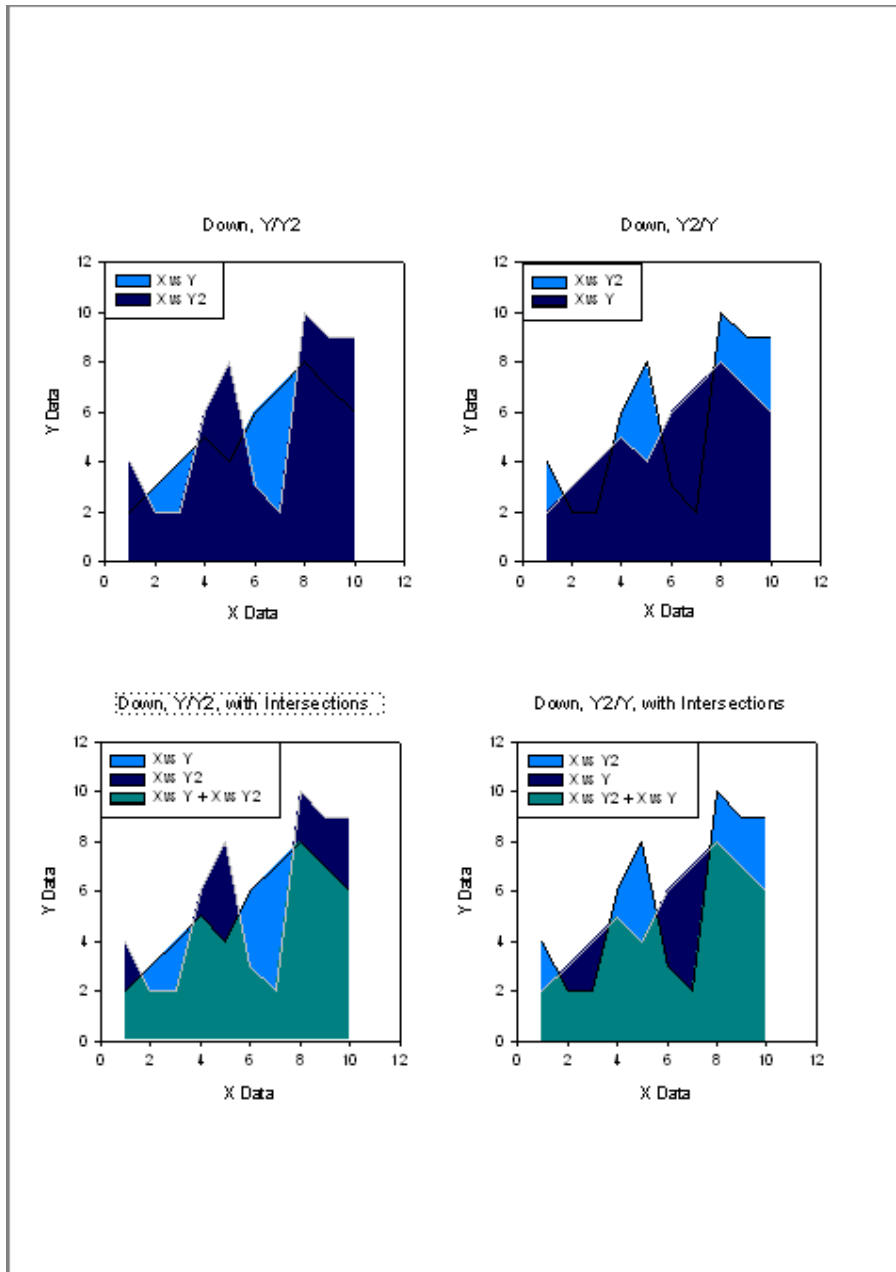 Down, Y/Y2
12
10
8
6
4
2
0
Y Data
X vs Y
X vs Y2
0 2 4 6 8 10 12
X Data
Down, Y2/Y
12
10
8
6
4
2
0
Y Data
X vs Y2
X vs Y
0 2 4 6 8 10 12
X Data
Down, Y/Y2, with Intersections
12
10
8
6
4
2
0
Y Data
X vs Y
X vs Y2
X vs Y + X vs Y2
0 2 4 6 8 10 12
X Data
Down, Y2/Y, with Intersections
12
10
8
6
4
2
0
Y Data
X vs Y2
X vs Y
X vs Y2 + X vs Y
0 2 4 6 8 10 12
X Data